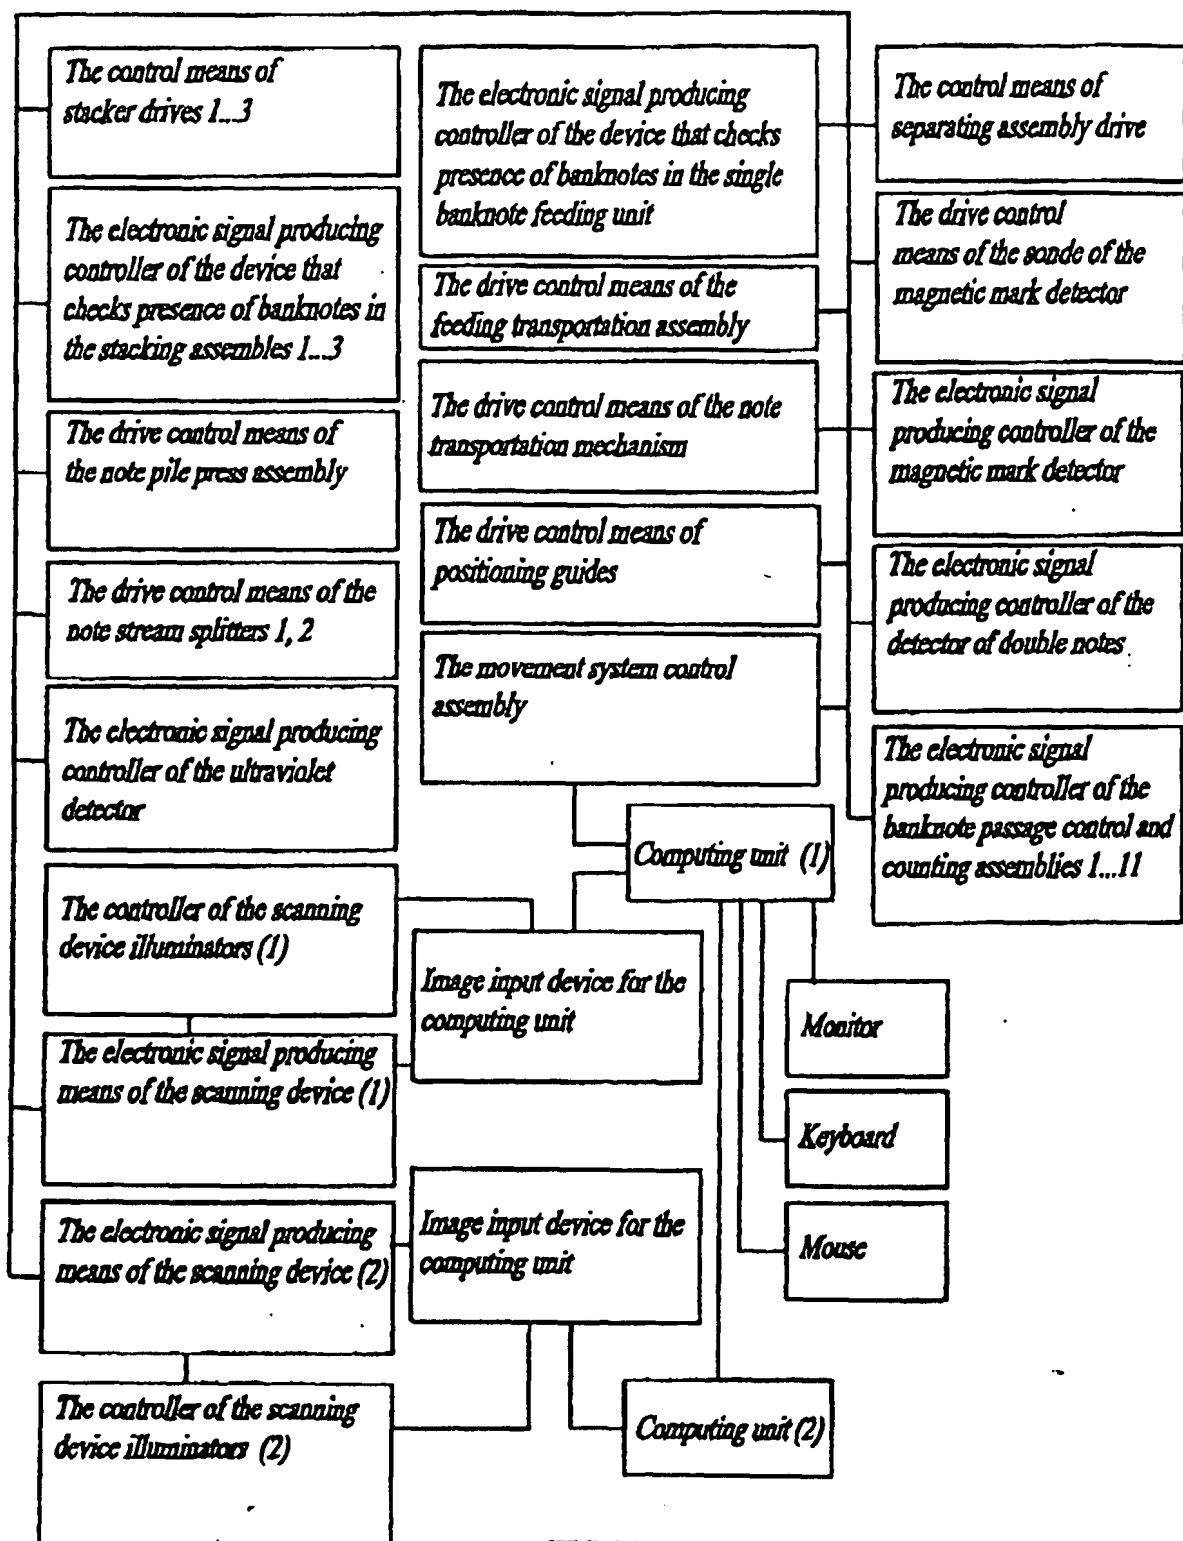 The control means of
stacker drives 1...3
The electronic signal producing
controller of the device that
checks presence of banknotes in
the stacking assembles 1...3
The drive control means of
the note pile press assembly
The drive control means of the
note stream splitters 1, 2
The electronic signal producing
controller of the ultraviolet
detector
The controller of the scanning
device illuminators (1)
The electronic signal producing
means of the scanning device (1)
The electronic signal producing
means of the scanning device (2)
The controller of the scanning
device illuminators (2)
The electronic signal producing
controller of the device that checks
presence of banknotes in the single
banknote feeding unit
The drive control means of the
feeding transportation assembly
The drive control means of the note
transportation mechanism
The drive control means of
positioning guides
The movement system control
assembly
Computing unit (1)
Image input device for the
computing unit
Image input device for the
computing unit
Computing unit (2)
The control means of
separating assembly drive
The drive control
means of the sonde of the
magnetic mark detector
The electronic signal
producing controller of the
magnetic mark detector
The electronic signal
producing controller of the
detector of double notes
The electronic signal
producing controller of the
banknote passage control and
counting assemblies 1...11
Monitor
Keyboard
Mouse